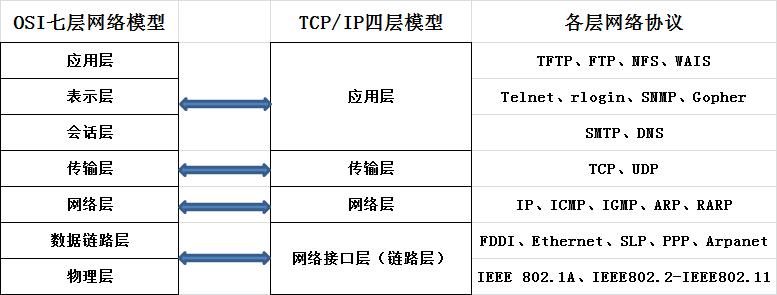 OSI七层网络模型 TCP/IP四层模型 各层网络协议
应用层 TFTP、FTP、NFS、WAIS
表示层 应用层 Telnet、rlogin、SNMP、Gopher
会话层 SMTP、DNS
传输层 传输层 TCP、UDP
网络层 网络层 IP、ICMP、IGMP、ARP、RARP
数据链路层 FDDI、Ethernet、SLP、PPP、Arpanet
网络接口层（链路层）
物理层 IEEE 802.1A、IEEE802.2-IEEE802.11